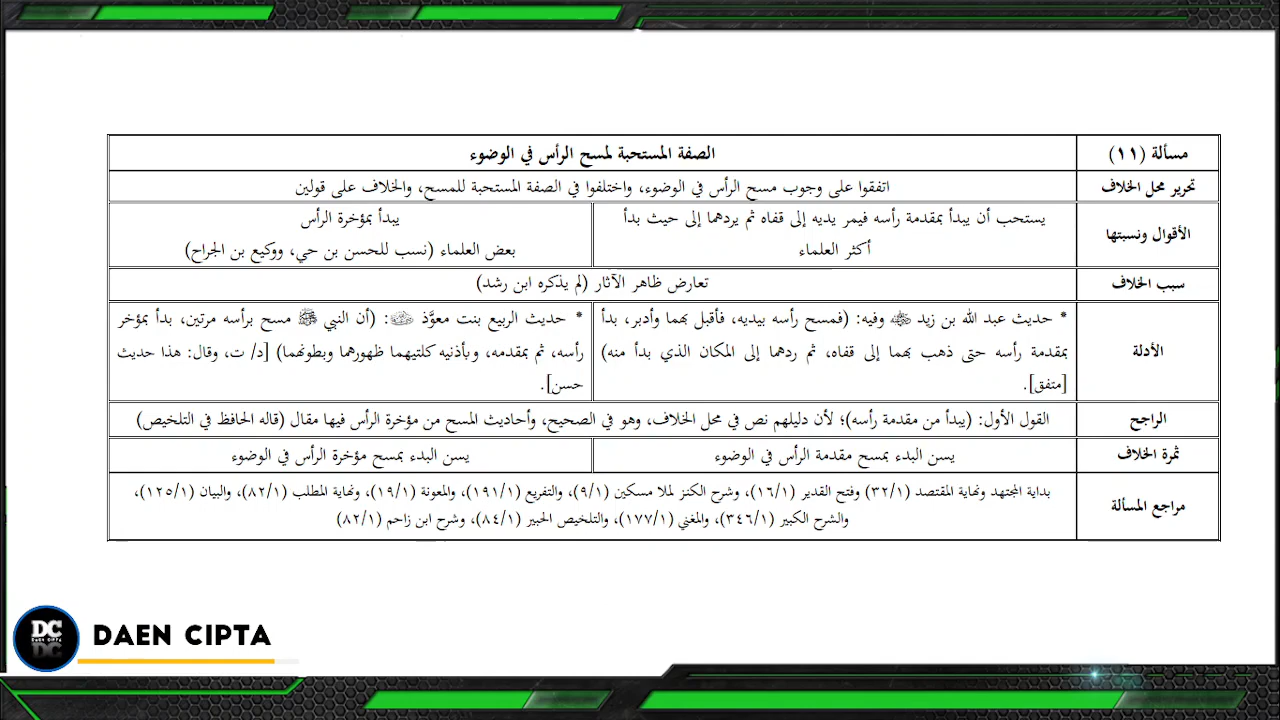 مسألة (١١)
الصفة المستحبة لمسح الرأس في الوضوء
تحرير محل الخلاف
اتفقوا على وجوب مسح الرأس في الوضوء، واختلفوا في الصفة المستحبة للمسح، والخلاف على قولين
الأقوال ونسبتها
يستحب أن يبدأ بمقدمة رأسه فيمر يديه إلى قفاه ثم يردهما إلى حيث بدأ
أكثر العلماء
يبدأ بمؤخرة الرأس
بعض العلماء (نسب للحسن بن حي، ووكيع بن الجراح)
سبب الخلاف
تعارض ظاهر الآثار (لم يذكره ابن رشد)
الأدلة
* حديث عبد الله بن زيد وفيه: (فمسح رأسه بيديه، فأقبل بهما وأدبر، بدأ
بمقدمة رأسه حتى ذهب بهما إلى قفاه، ثم ردهما إلى المكان الذي بدأ منه)
[متفق].
* حديث الربيع بنت معوَّذ : (أن النبي ﷺ مسح برأسه مرتين، بدأ بمؤخر
رأسه، ثم بمقدمه، وبأذنيه كلتيهما ظهورهما وبطونهما) [د/ ت، وقال: هذا حديث
حسن].
الراجح
القول الأول: (يبدأ من مقدمة رأسه)؛ لأن دليلهم نص في محل الخلاف، وهو في الصحيح، وأحاديث المسح من مؤخرة الرأس فيها مقال (قاله الحافظ في التلخيص)
ثمرة الخلاف
يسن البدء بمسح مقدمة الرأس في الوضوء
يسن البدء بمسح مؤخرة الرأس في الوضوء
مراجع المسألة
بداية المجتهد ونهاية المقتصد (٣٢/١) وفتح القدير (١٦/١)، وشرح الكنز لملا مسكين (٩/١)، والتفريع (١٩١/١)، والمعونة (١٩/١)، ونهاية المطلب (٨٢/١)، والبيان (١٢٥/١)،
والشرح الكبير (٣٤٦/١)، والمغني (١٧٧/١)، والتلخيص الحبير (٨٤/١)، وشرح ابن زاحم (٨٢/١)
DC
DAEN CIPTA
DAEN CIPTA